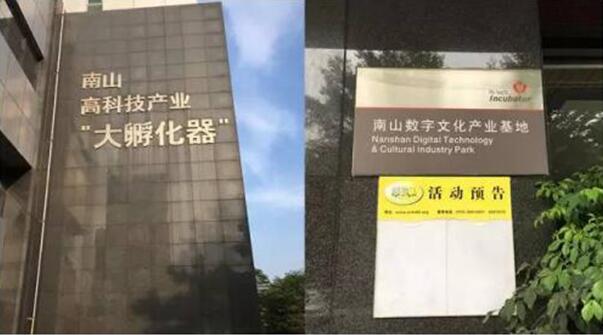 南山
高科技产业
“大孵化器”
Incubator
南山数字文化产业基地
Nanshan Digital Technology
& Cultural Industry Park
活动预告